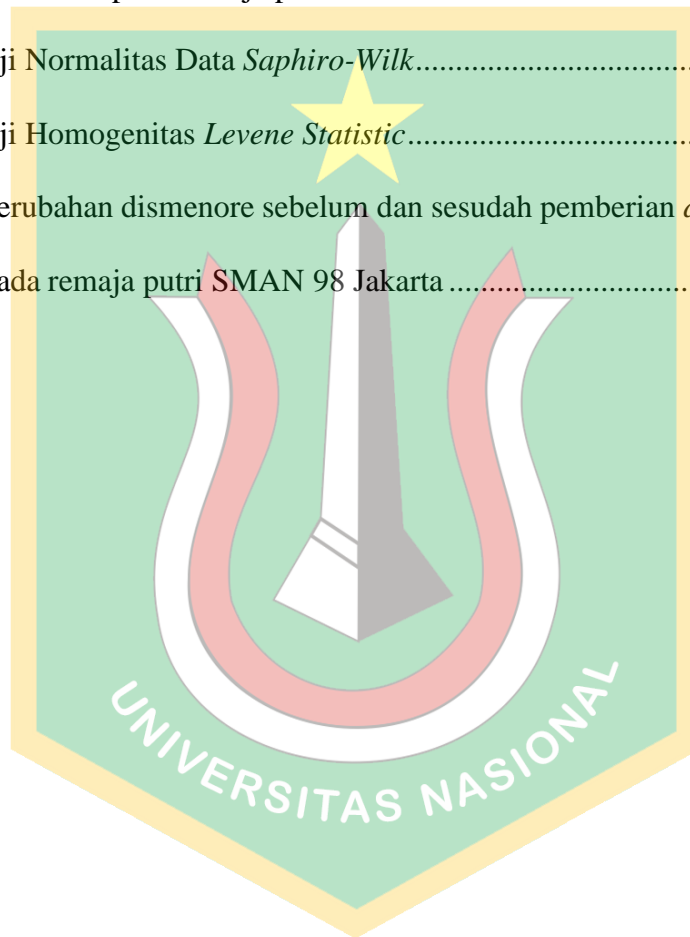 ji Normalitas Data Saphiro-Wilk..................................
ji Homogenitas Levene Statistic...................................
erubahan dismenore sebelum dan sesudah pemberian
ada remaja putri SMAN 98 Jakarta..............................
UNIVERSITAS NASIONAL